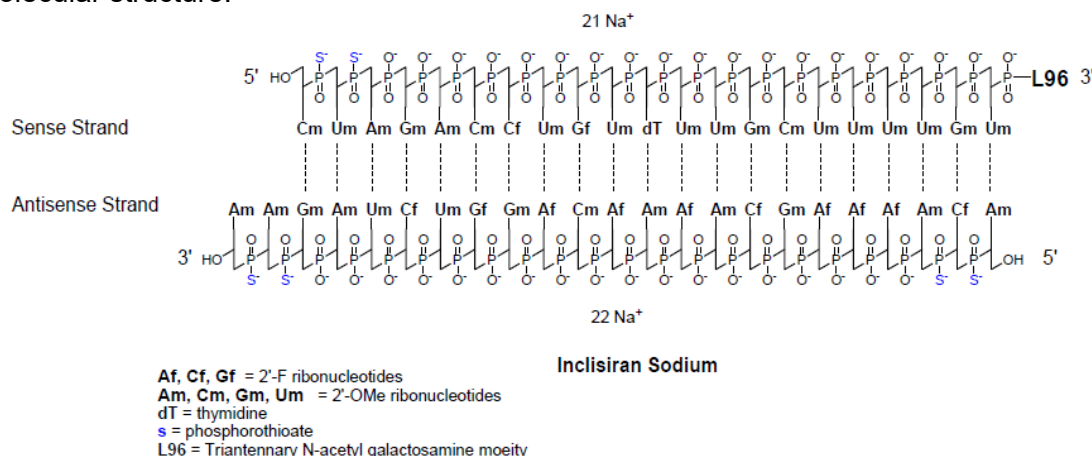 olecular structure.
21 Na⁺
S⁻ S⁻ O⁻ O⁻ O⁻ O⁻ O⁻ O⁻ O⁻ O⁻ O⁻ O⁻ O⁻ O⁻ O⁻ O⁻ O⁻ O⁻ O⁻ O⁻ O⁻
5' HO P P P P P P P P P P P P P P P P P P P P P L96 3'
O O O O O O O O O O O O O O O O O O O O O
Sense Strand Cm Um Am Gm Am Cm Cf Um Gf Um dT Um Um Gm Cm Um Um Um Um Gm Um
Antisense Strand Am Am Gm Am Um Cf Um Gf Gm Af Cm Af Am Af Am Cf Gm Af Af Af Am Cf Am
O O O O O O O O O O O O O O O O O O O O O O
3' HO P P P P P P P P P P P P P P P P P P P P P P OH 5'
S⁻ S⁻ O⁻ O⁻ O⁻ O⁻ O⁻ O⁻ O⁻ O⁻ O⁻ O⁻ O⁻ O⁻ O⁻ O⁻ O⁻ O⁻ O⁻ O⁻ S⁻ S⁻
22 Na⁺
Inclisiran Sodium
Af, Cf, Gf = 2'-F ribonucleotides
Am, Cm, Gm, Um = 2'-OMe ribonucleotides
dT = thymidine
s = phosphorothioate
L96 = Triantennary N-acetyl galactosamine moeity